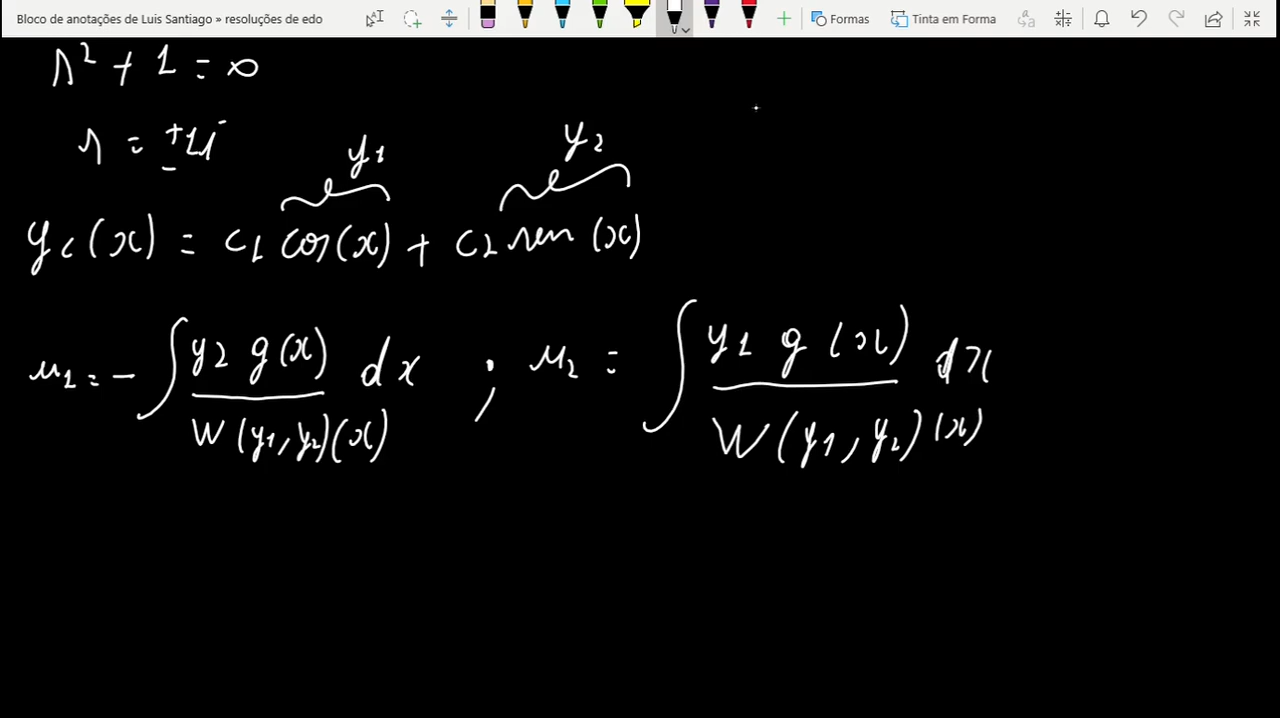 Bloco de anotações de Luis Santiago » resoluções de edo Formas Tinta em Forma
r² + 1 = 0
r = ±1i
y1 y2
yc(x) = c1 cos(x) + c2 sen(x)
u1 = - ∫ y2 g(x) / W(y1, y2)(x) dx ; u2 = ∫ y1 g(x) / W(y1, y2)(x) dx